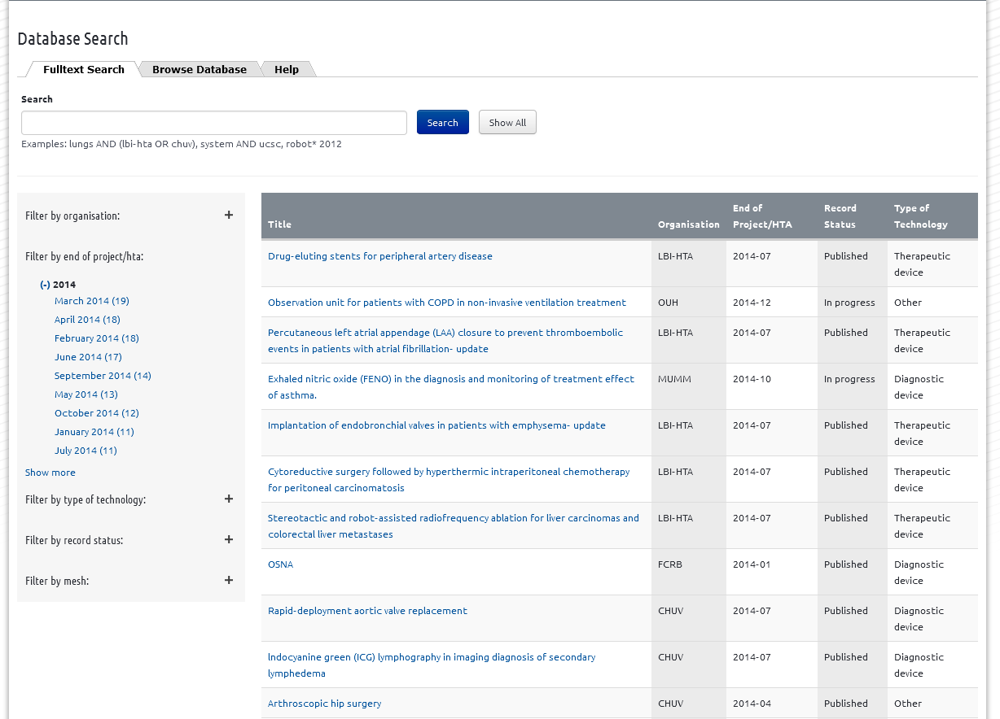 Database Search
Fulltext Search Browse Database Help
Search
Search Show All
Examples: lungs AND (lbi-hta OR chuv), system AND ucsc, robot* 2012
Filter by organisation: +
Filter by end of project/hta:
(-) 2014
March 2014 (19)
April 2014 (18)
February 2014 (18)
June 2014 (17)
September 2014 (14)
May 2014 (13)
October 2014 (12)
January 2014 (11)
July 2014 (11)
Show more
Filter by type of technology: +
Filter by record status: +
Filter by mesh: +
End of Record Type of
Title Organisation Project/HTA Status Technology
Drug-eluting stents for peripheral artery disease LBI-HTA 2014-07 Published Therapeutic
device
Observation unit for patients with COPD in non-invasive ventilation treatment OUH 2014-12 In progress Other
Percutaneous left atrial appendage (LAA) closure to prevent thromboembolic LBI-HTA 2014-07 Published Therapeutic
events in patients with atrial fibrillation- update device
Exhaled nitric oxide (FENO) in the diagnosis and monitoring of treatment effect MUMM 2014-10 In progress Diagnostic
of asthma. device
Implantation of endobronchial valves in patients with emphysema- update LBI-HTA 2014-07 Published Therapeutic
device
Cytoreductive surgery followed by hyperthermic intraperitoneal chemotherapy LBI-HTA 2014-07 Published Therapeutic
for peritoneal carcinomatosis device
Stereotactic and robot-assisted radiofrequency ablation for liver carcinomas and LBI-HTA 2014-07 Published Therapeutic
colorectal liver metastases device
OSNA FCRB 2014-01 Published Diagnostic
device
Rapid-deployment aortic valve replacement CHUV 2014-07 Published Diagnostic
device
Indocyanine green (ICG) lymphography in imaging diagnosis of secondary CHUV 2014-07 Published Diagnostic
lymphedema device
Arthroscopic hip surgery CHUV 2014-04 Published Other